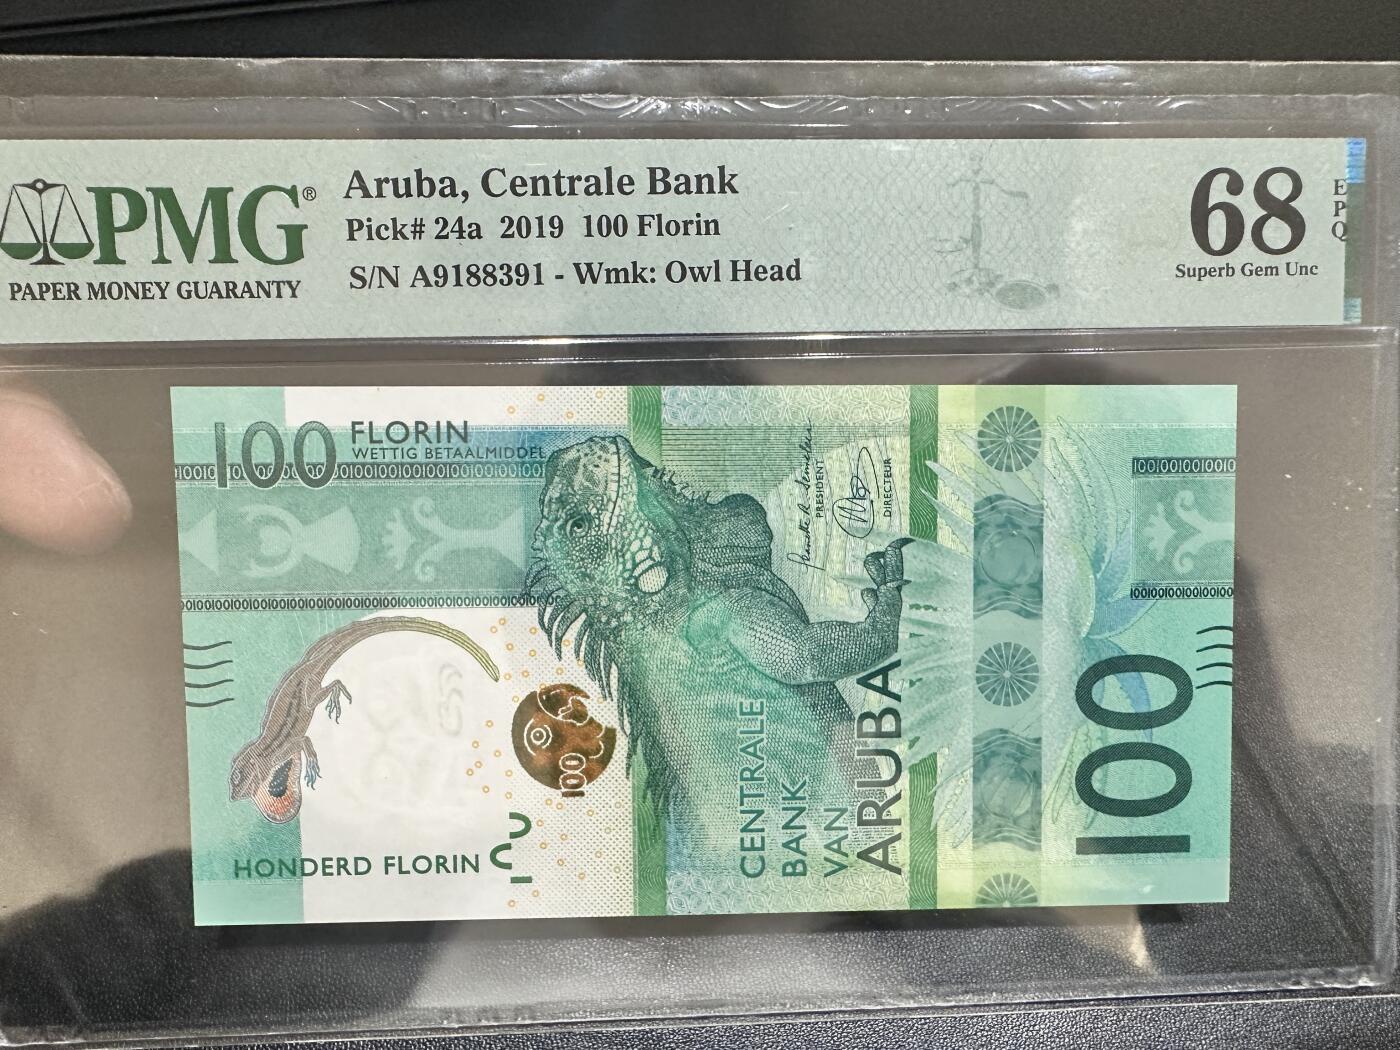 PMG®
PAPER MONEY GUARANTY
Aruba, Centrale Bank
Pick# 24a 2019 100 Florin
S/N A9188391 - Wmk: Owl Head
68
EPQ
Superb Gem Unc
100 FLORIN
WETTIG BETAALMIDDEL
PRESIDENT
DIRECTEUR
100
HONDERD FLORIN
CENTRALE
BANK
VAN
ARUBA
100